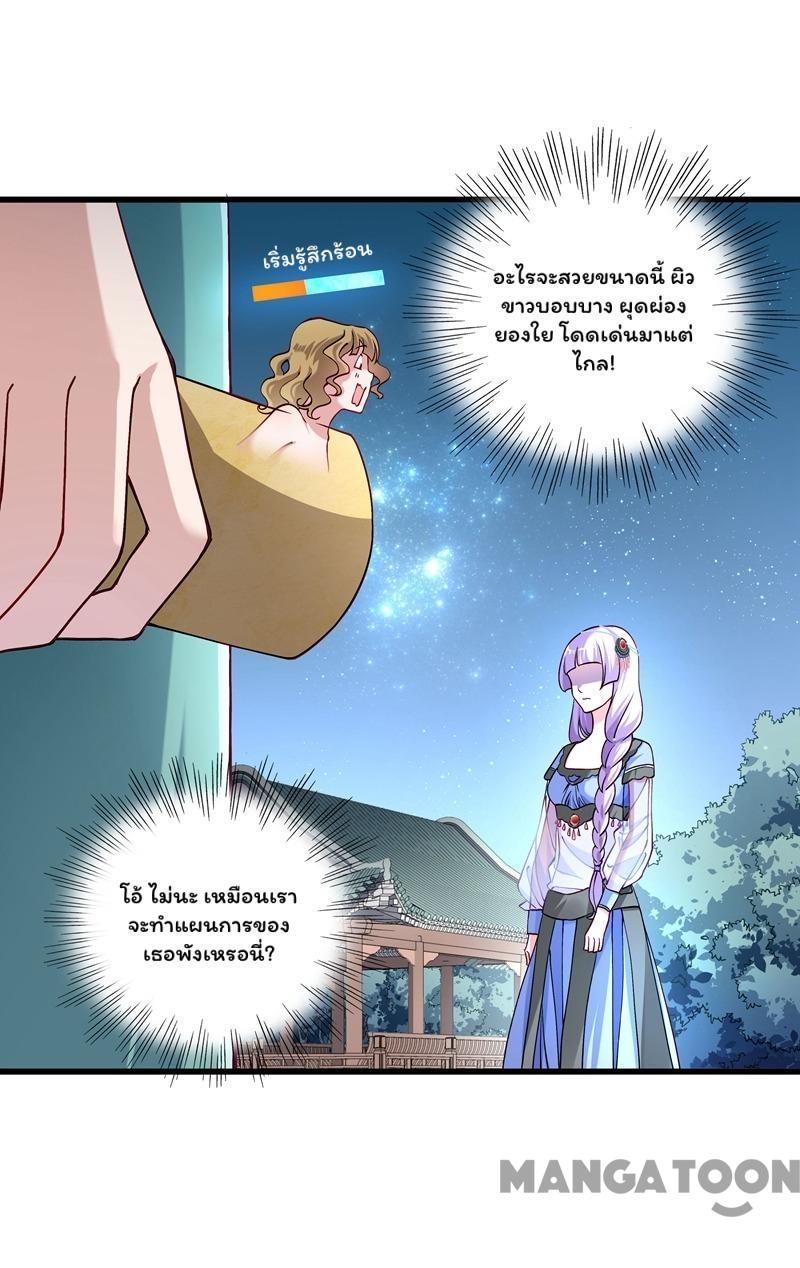 เริ่มรู้สึกร้อน
อะไรจะสวยขนาดนี้ ผิว
ขาวบอบบาง ผุดผ่อง
ยองใย โดดเด่นมาแต่
ไกล!
โอ้ ไม่นะ เหมือนเรา
จะทำแผนการของ
เธอพังเหรอนี่?
MANGATOON